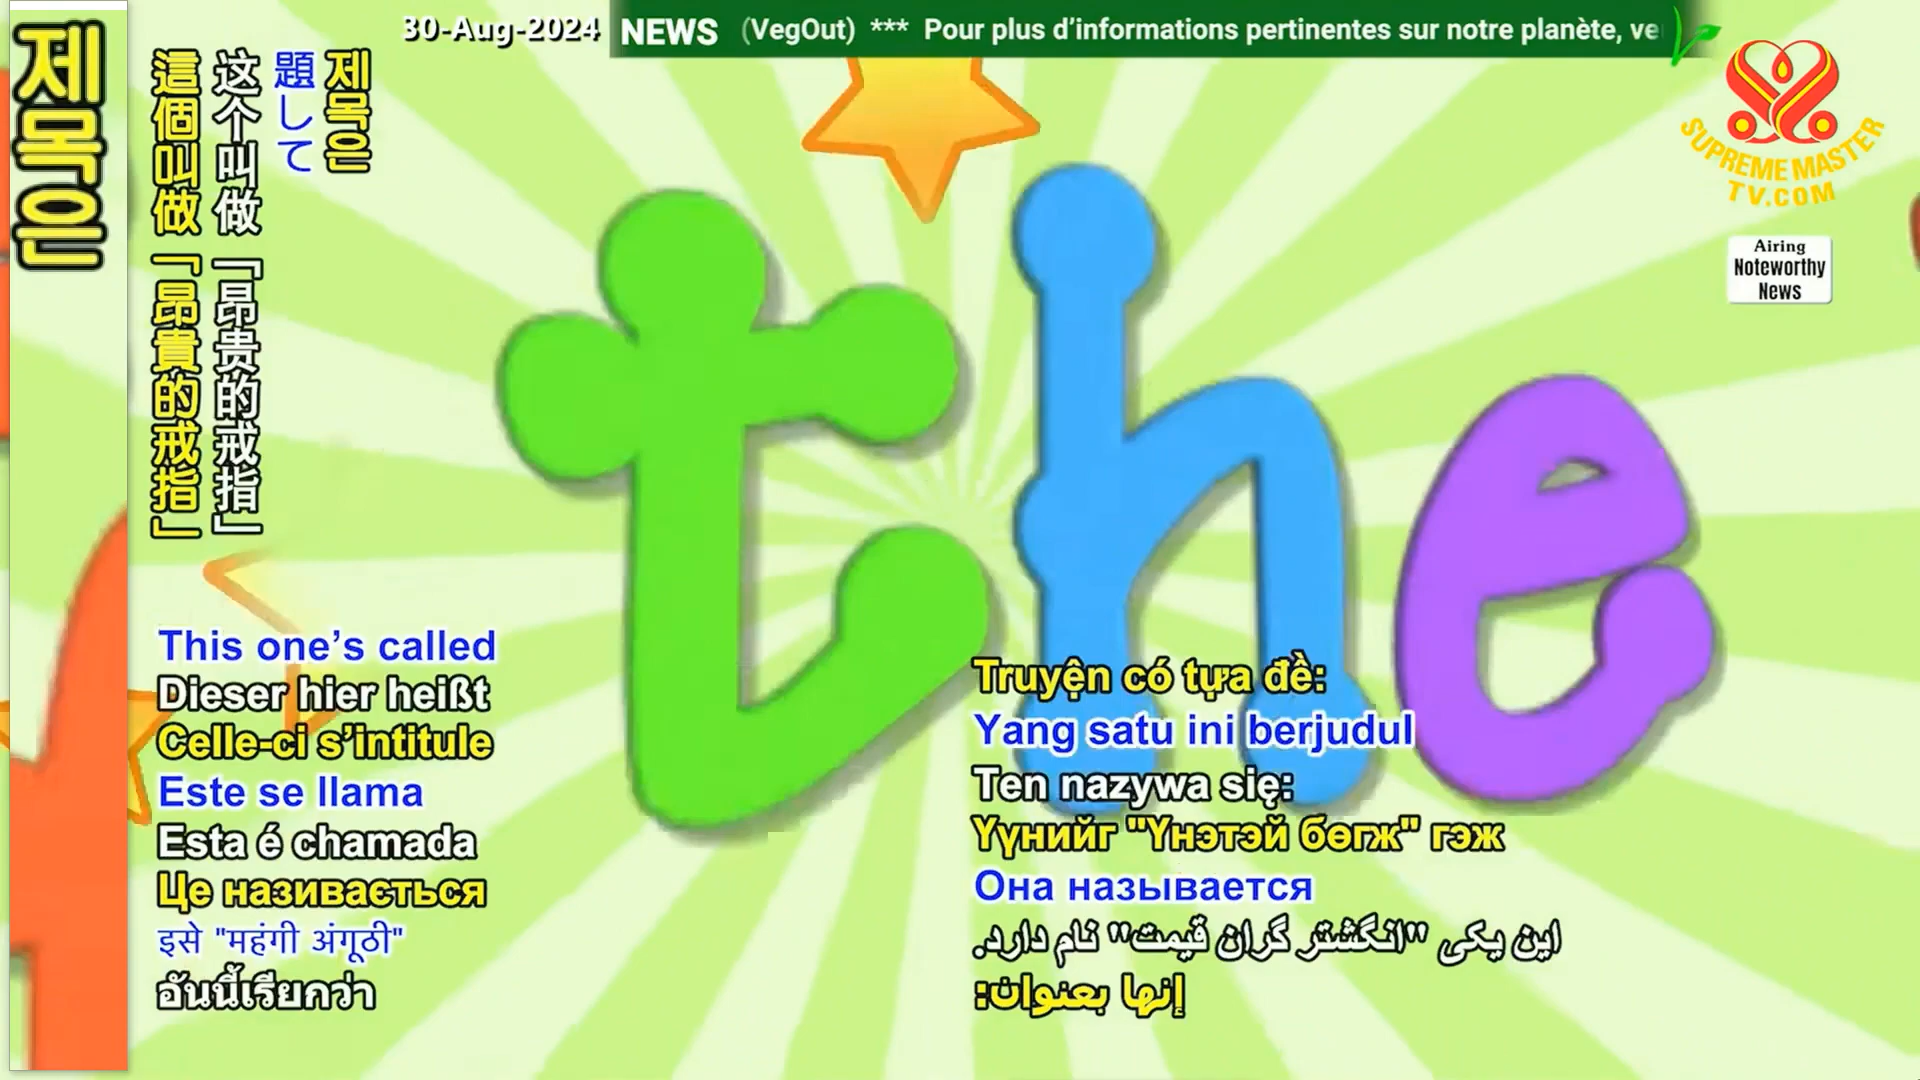 30-Aug-2024
NEWS (VegOut) *** Pour plus d’informations pertinentes sur notre planète, ve
SUPREME MASTER
TV.COM
Airing
Noteworthy
News
제목은
제목은
題して
这个叫做「昂贵的戒指」
這個叫做「昂貴的戒指」
the
This one’s called
Dieser hier heißt
Celle-ci s’intitule
Este se llama
Esta é chamada
Це називається
इसे "महंगी अंगूठी"
อันนี้เรียกว่า
Truyện có tựa đề:
Yang satu ini berjudul
Ten nazywa się:
Үүнийг "Үнэтэй бөгж" гэж
Она называется
این یکی "انگشتر گران قیمت" نام دارد.
إنها بعنوان: